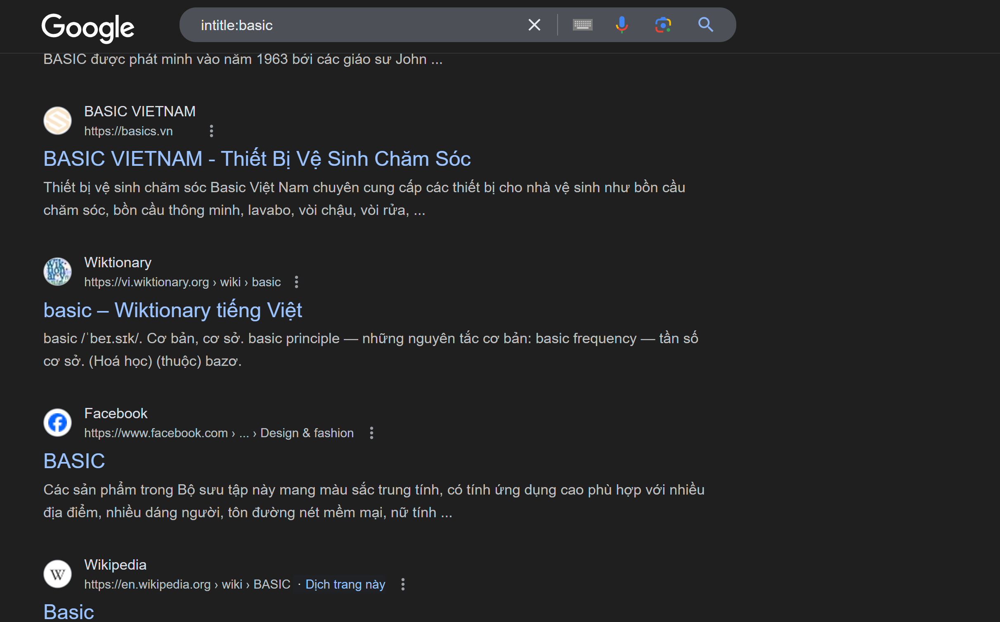 Google
intitle:basic
BASIC được phát minh vào năm 1963 bởi các giáo sư John ...
BASIC VIETNAM
https://basics.vn
BASIC VIETNAM - Thiết Bị Vệ Sinh Chăm Sóc
Thiết bị vệ sinh chăm sóc Basic Việt Nam chuyên cung cấp các thiết bị cho nhà vệ sinh như bồn cầu
chăm sóc, bồn cầu thông minh, lavabo, vòi chậu, vòi rửa, ...
Wiktionary
https://vi.wiktionary.org › wiki › basic
basic – Wiktionary tiếng Việt
basic /ˈbeɪ.sɪk/. Cơ bản, cơ sở. basic principle — những nguyên tắc cơ bản: basic frequency — tần số
cơ sở. (Hoá học) (thuộc) bazơ.
Facebook
https://www.facebook.com › ... › Design & fashion
BASIC
Các sản phẩm trong Bộ sưu tập này mang màu sắc trung tính, có tính ứng dụng cao phù hợp với nhiều
địa điểm, nhiều dáng người, tôn đường nét mềm mại, nữ tính ...
Wikipedia
https://en.wikipedia.org › wiki › BASIC · Dịch trang này
Basic